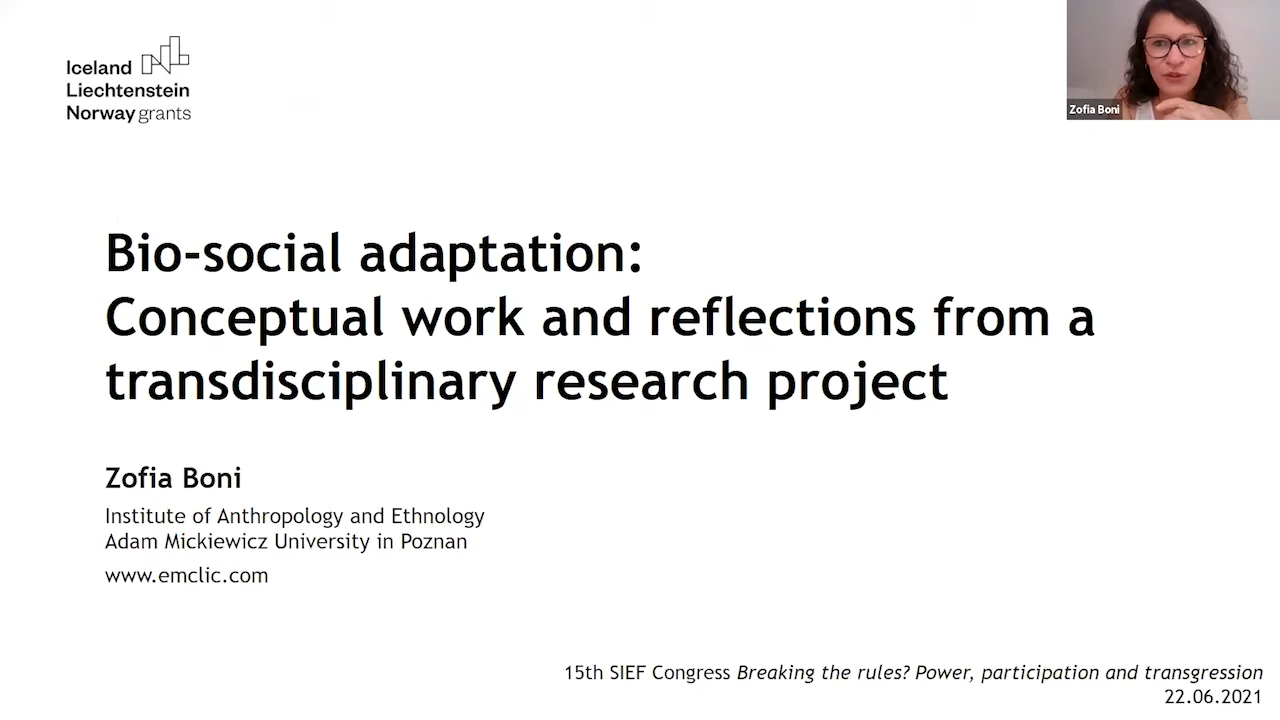 Iceland
Liechtenstein
Norway grants
Zofia Boni
Bio-social adaptation:
Conceptual work and reflections from a
transdisciplinary research project
Zofia Boni
Institute of Anthropology and Ethnology
Adam Mickiewicz University in Poznan
www.emclic.com
15th SIEF Congress Breaking the rules? Power, participation and transgression
22.06.2021